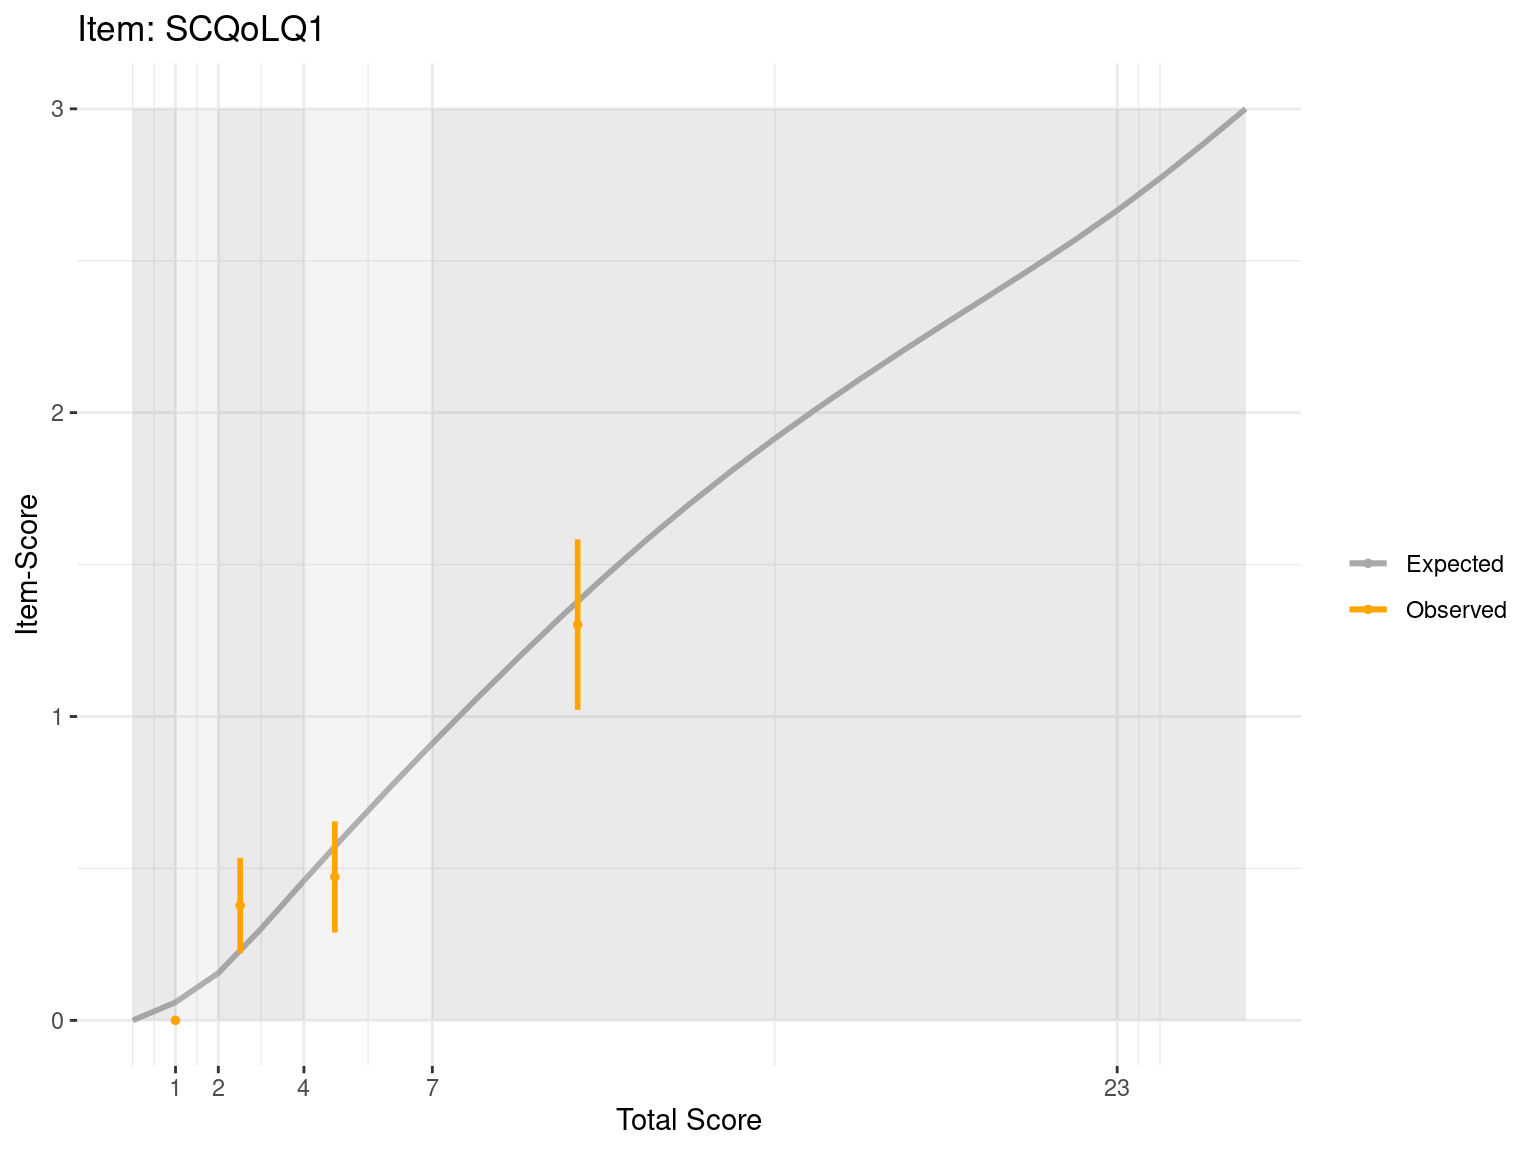 Item: SCQoLQ1
3
2
1
0
Item-Score
1 2 4 7 23
Total Score
Expected
Observed